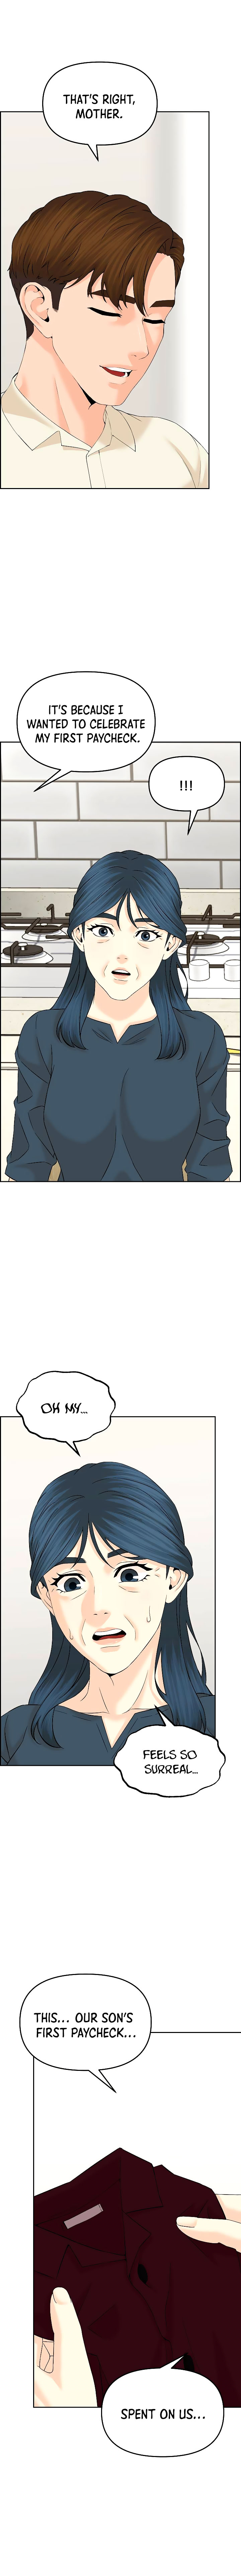 THAT'S RIGHT,
MOTHER.
IT'S BECAUSE I
WANTED TO CELEBRATE
MY FIRST PAYCHECK.
!!!
OH MY...
FEELS SO
SURREAL...
THIS... OUR SON'S
FIRST PAYCHECK...
SPENT ON US...